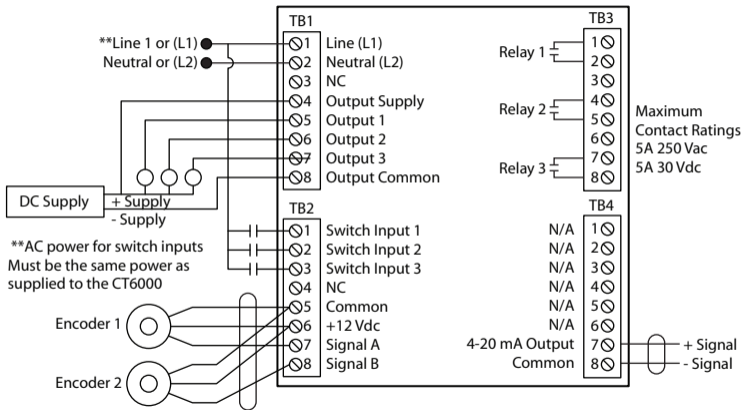 TB1
TB3
**Line 1 or (L1)
1 Line (L1)
Neutral or (L2)
2 Neutral (L2)
3 NC
4 Output Supply
5 Output 1
6 Output 2
7 Output 3
8 Output Common
Relay 1
1
2
3
Relay 2
4
5
6
Relay 3
7
8
Maximum
Contact Ratings
5A 250 Vac
5A 30 Vdc
DC Supply
+ Supply
- Supply
**AC power for switch inputs
Must be the same power as
supplied to the CT6000
TB2
1 Switch Input 1
2 Switch Input 2
3 Switch Input 3
4 NC
5 Common
6 +12 Vdc
7 Signal A
8 Signal B
Encoder 1
Encoder 2
TB4
N/A 1
N/A 2
N/A 3
N/A 4
N/A 5
N/A 6
4-20 mA Output 7
Common 8
+ Signal
- Signal